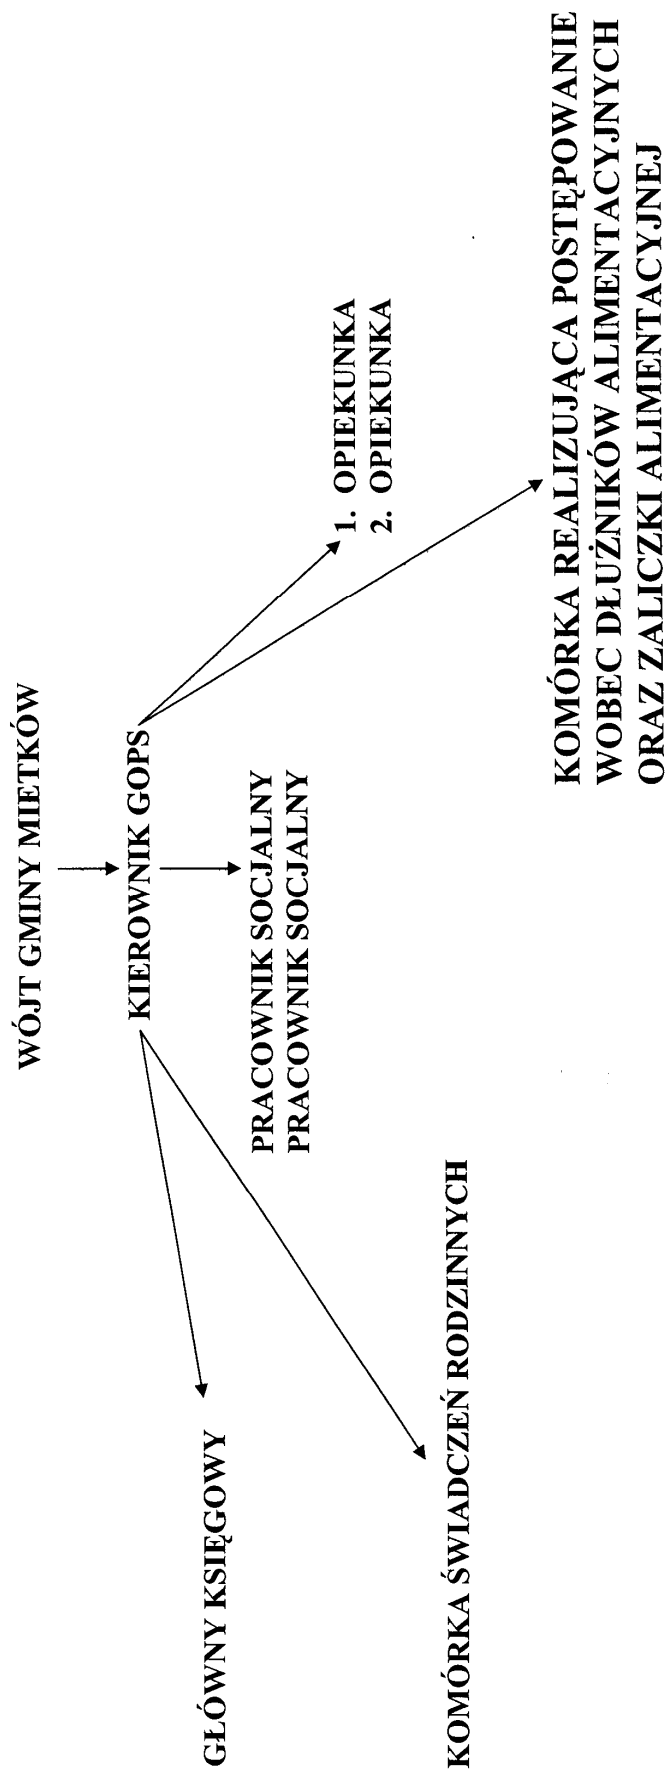 WÓJT GMINY MIETKÓW
KIEROWNIK GOPS
GŁÓWNY KSIĘGOWY
PRACOWNIK SOCJALNY
PRACOWNIK SOCJALNY
1. OPIEKUNKA
2. OPIEKUNKA
KOMÓRKA ŚWIADCZEŃ RODZINNYCH
KOMÓRKA REALIZUJĄCA POSTĘPOWANIE
WOBEC DŁUŻNIKÓW ALIMENTACYJNYCH
ORAZ ZALICZKI ALIMENTACYJNEJ